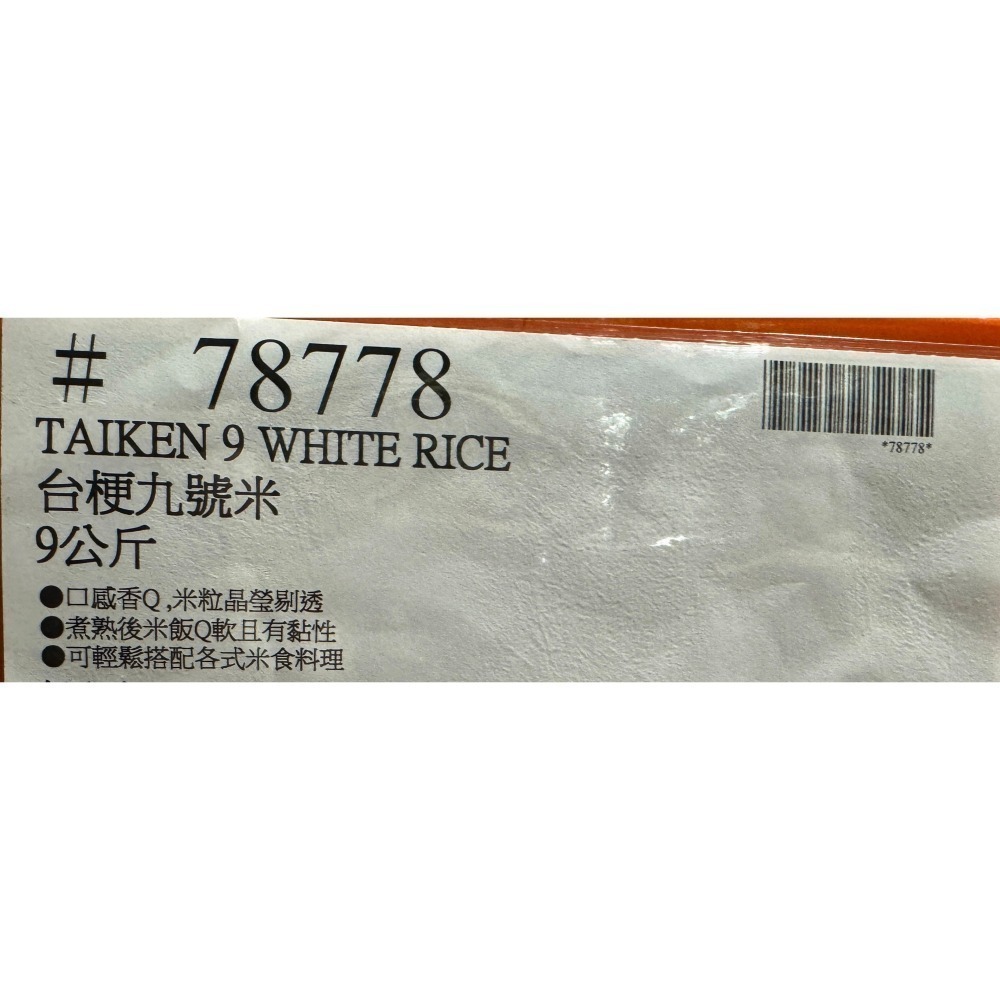 # 78778
*78778*
TAIKEN 9 WHITE RICE
台梗九號米
9公斤
●口感香Q,米粒晶瑩剔透
●煮熟後米飯Q軟且有黏性
●可輕鬆搭配各式米食料理